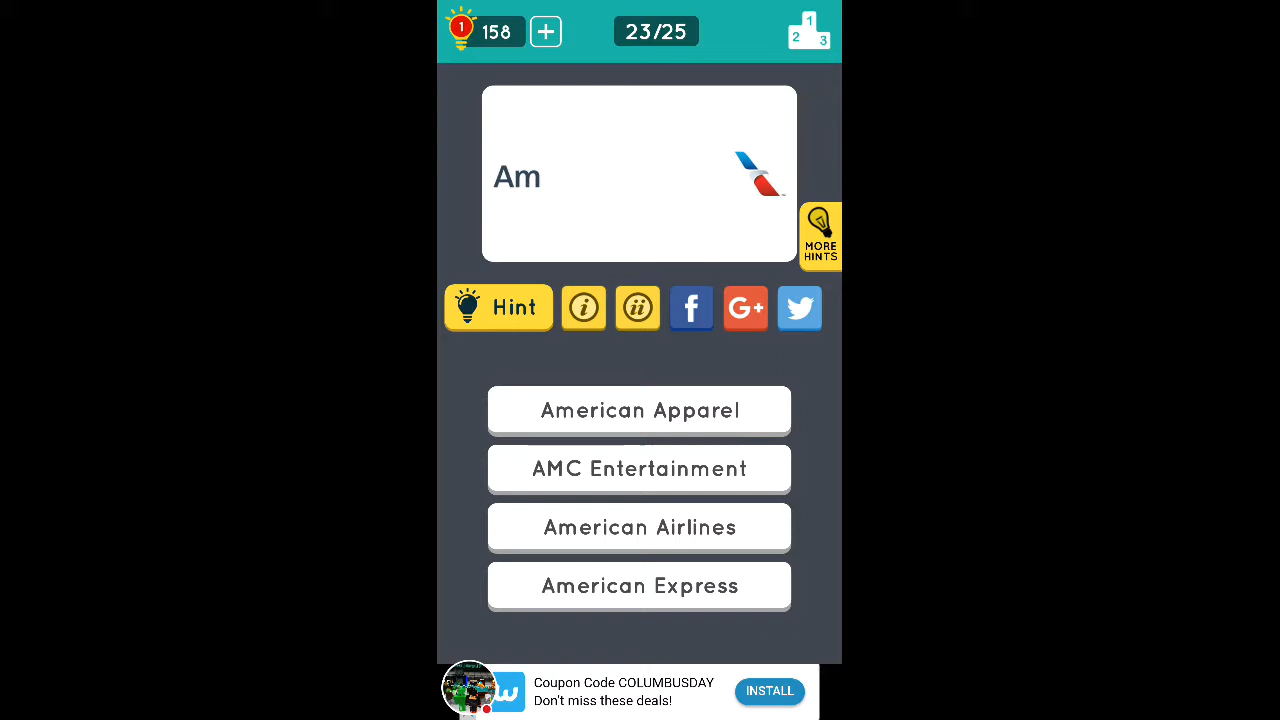 1 158 + 23/25 1 2 3
Am
MORE
HINTS
Hint i ii f G+
American Apparel
AMC Entertainment
American Airlines
American Express
w Coupon Code COLUMBUSDAY
Don't miss these deals!
INSTALL